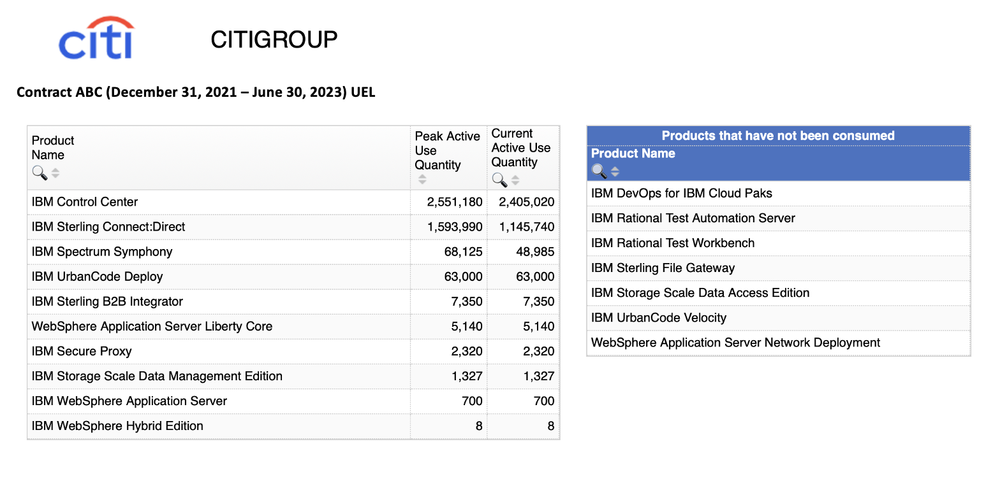 citi
CITIGROUP
Contract ABC (December 31, 2021 – June 30, 2023) UEL
Product
Name
Peak Active
Use
Quantity
Current
Active Use
Quantity
IBM Control Center 2,551,180 2,405,020
IBM Sterling Connect:Direct 1,593,990 1,145,740
IBM Spectrum Symphony 68,125 48,985
IBM UrbanCode Deploy 63,000 63,000
IBM Sterling B2B Integrator 7,350 7,350
WebSphere Application Server Liberty Core 5,140 5,140
IBM Secure Proxy 2,320 2,320
IBM Storage Scale Data Management Edition 1,327 1,327
IBM WebSphere Application Server 700 700
IBM WebSphere Hybrid Edition 8 8
Products that have not been consumed
Product Name
IBM DevOps for IBM Cloud Paks
IBM Rational Test Automation Server
IBM Rational Test Workbench
IBM Sterling File Gateway
IBM Storage Scale Data Access Edition
IBM UrbanCode Velocity
WebSphere Application Server Network Deployment